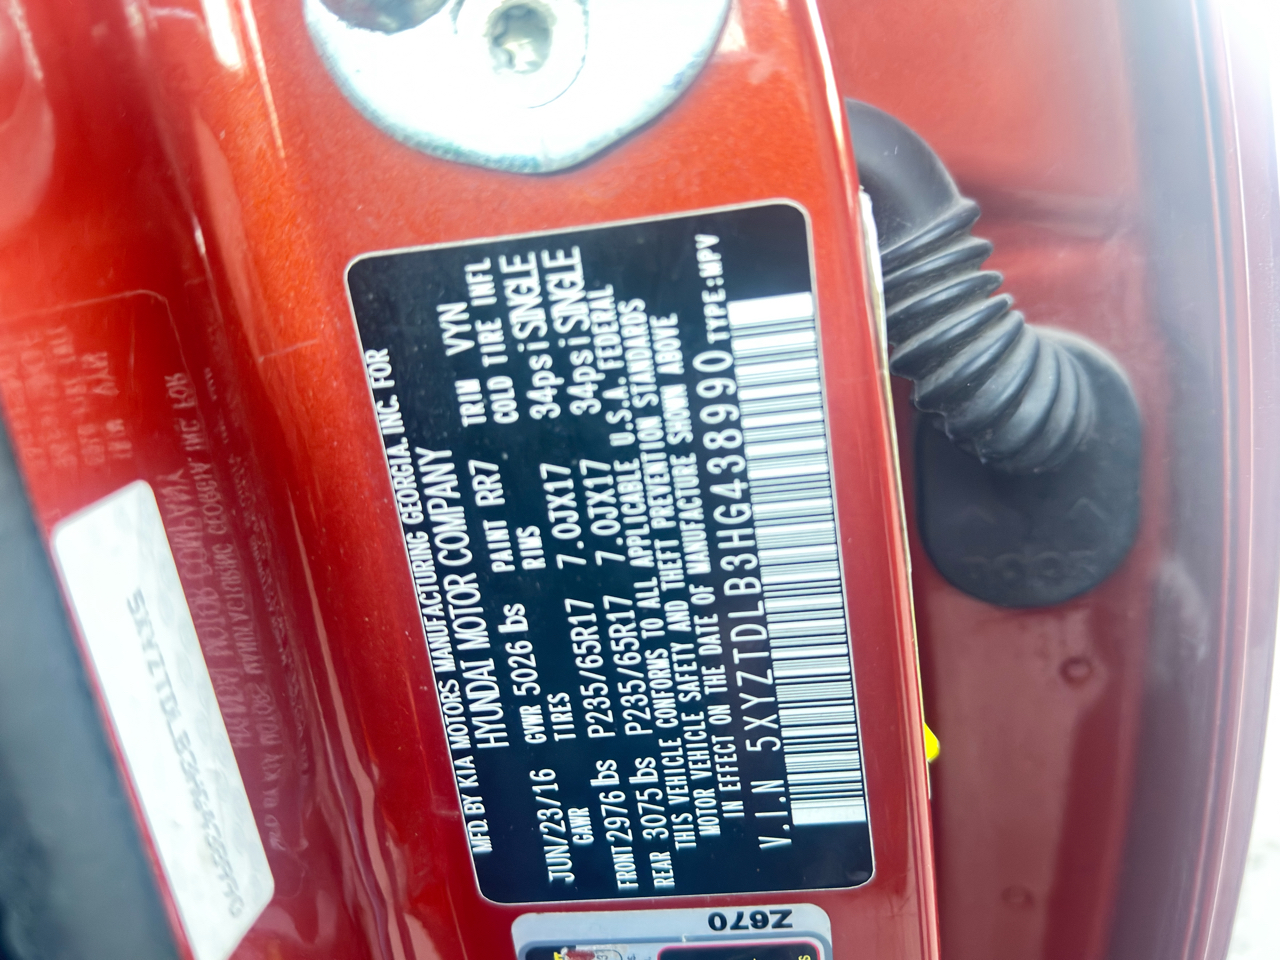 MFD. BY KIA MOTORS MANUFACTURING GEORGIA. INC. FOR
HYUNDAI MOTOR COMPANY
JUN/23/16 GVWR 5026 lbs PAINT RR7 TRIM VYN
GAWR TIRES RIMS COLD TIRE INFL
FRONT 2976 lbs P235/65R17 7.0JX17 34psi SINGLE
REAR 3075 lbs P235/65R17 7.0JX17 34psi SINGLE
THIS VEHICLE CONFORMS TO ALL APPLICABLE U.S.A. FEDERAL
MOTOR VEHICLE SAFETY AND THEFT PREVENTION STANDARDS
IN EFFECT ON THE DATE OF MANUFACTURE SHOWN ABOVE
V.I.N 5XYZTDLB3HG438990 TYPE:MPV
Z670